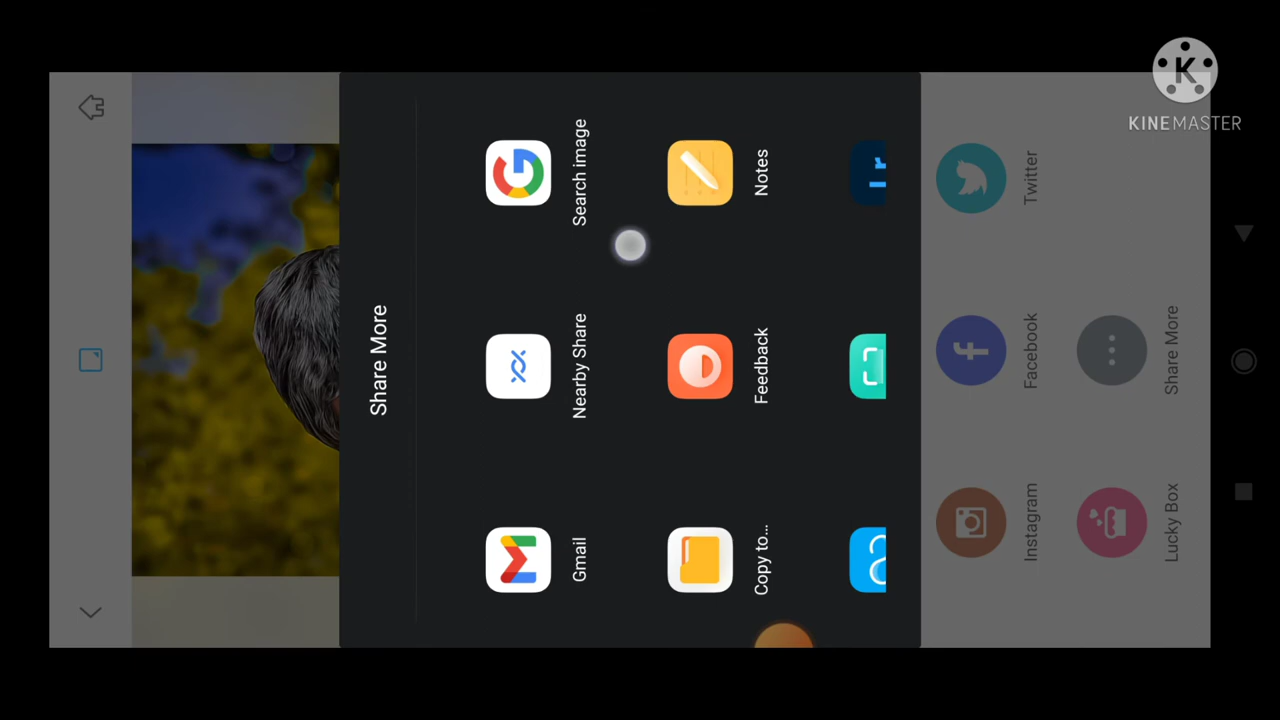 KINEMASTER
Share More
Gmail
Nearby Share
Search image
Copy to...
Feedback
Notes
Lr
Instagram
Facebook
Twitter
Lucky Box
Share More